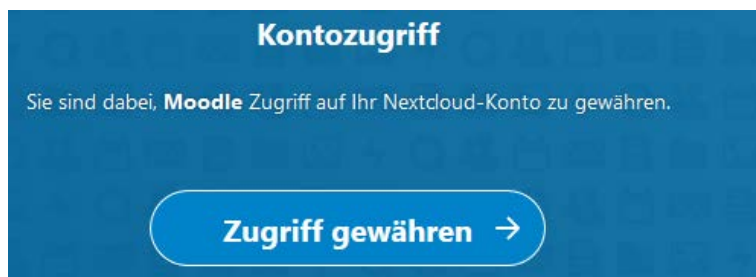 Kontozugriff
Sie sind dabei, Moodle Zugriff auf Ihr Nextcloud-Konto zu gewähren.
Zugriff gewähren →